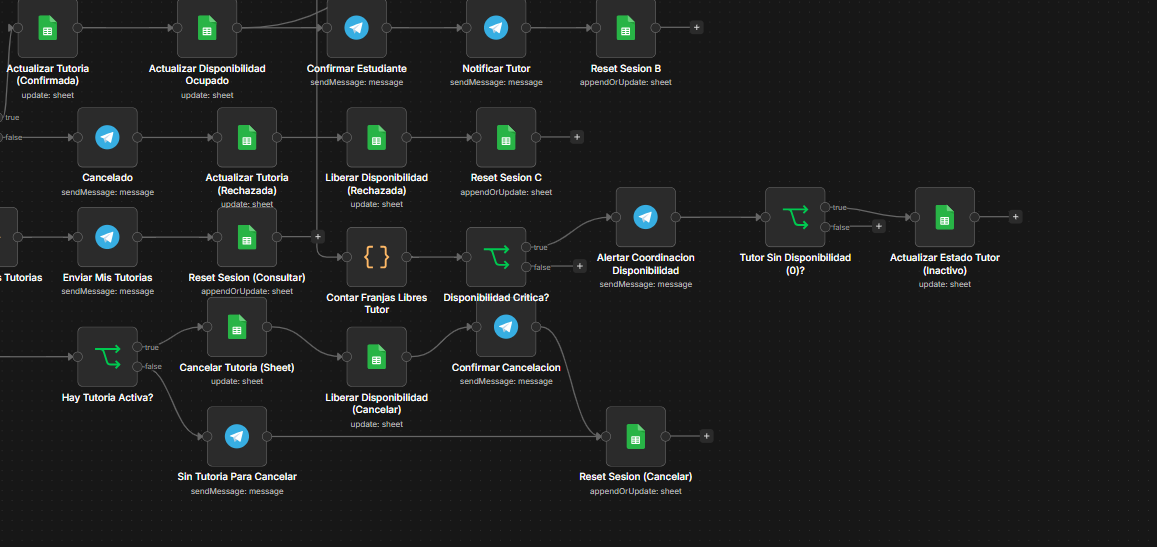 Actualizar Tutoria
(Confirmada)
update: sheet
Actualizar Disponibilidad
Ocupado
update: sheet
Confirmar Estudiante
sendMessage: message
Notificar Tutor
sendMessage: message
Reset Sesion B
appendOrUpdate: sheet
true
false
Cancelado
sendMessage: message
Actualizar Tutoria
(Rechazada)
update: sheet
Liberar Disponibilidad
(Rechazada)
update: sheet
Reset Sesion C
appendOrUpdate: sheet
Tutorias
Enviar Mis Tutorias
sendMessage: message
Reset Sesion (Consultar)
appendOrUpdate: sheet
Contar Franjas Libres
Tutor
true
false
Disponibilidad Critica?
Alertar Coordinacion
Disponibilidad
sendMessage: message
true
false
Tutor Sin Disponibilidad
(0)?
Actualizar Estado Tutor
(Inactivo)
update: sheet
true
false
Hay Tutoria Activa?
Cancelar Tutoria (Sheet)
update: sheet
Liberar Disponibilidad
(Cancelar)
update: sheet
Confirmar Cancelacion
sendMessage: message
Sin Tutoria Para Cancelar
sendMessage: message
Reset Sesion (Cancelar)
appendOrUpdate: sheet